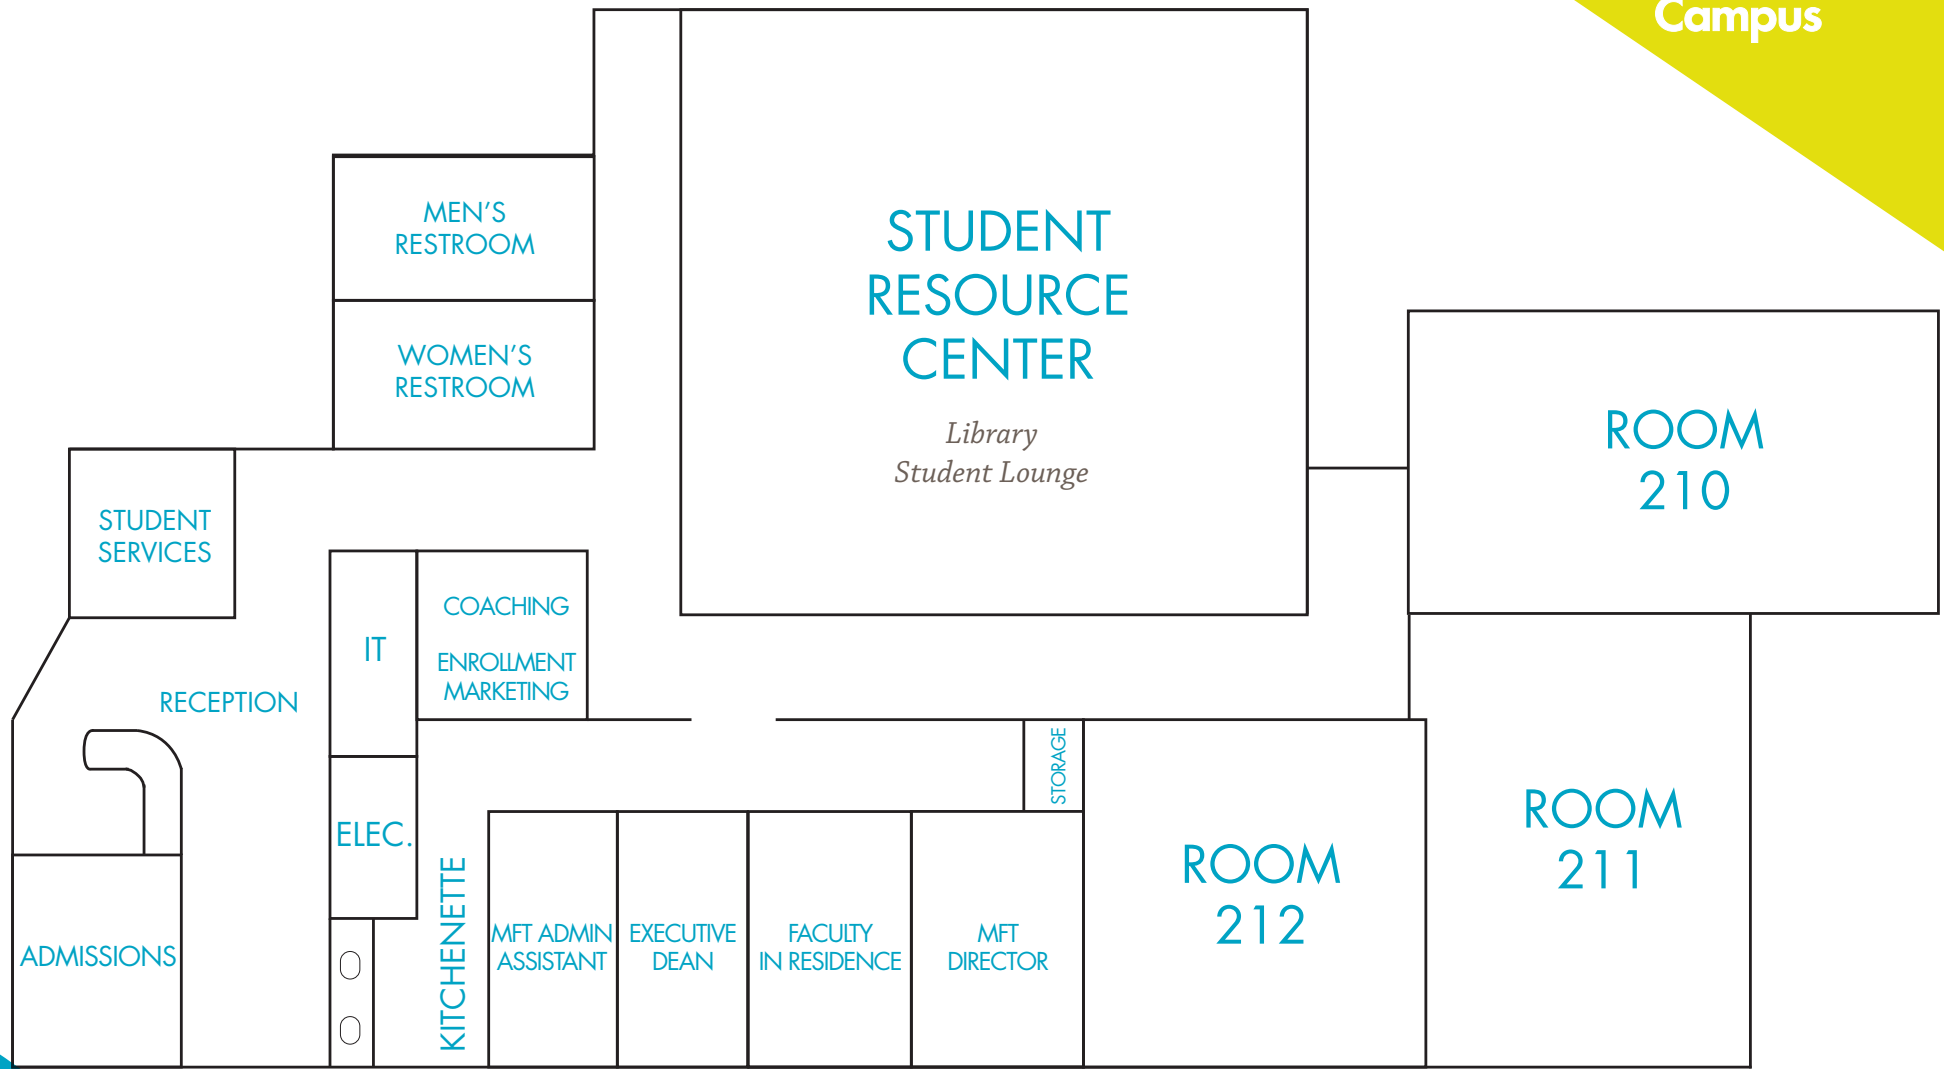 Campus
MEN’S
RESTROOM
WOMEN’S
RESTROOM
STUDENT
RESOURCE
CENTER
Library
Student Lounge
ROOM
210
STUDENT
SERVICES
IT
COACHING
ENROLLMENT
MARKETING
RECEPTION
STORAGE
ELEC.
ROOM
211
ROOM
212
KITCHENETTE
ADMISSIONS
MFT ADMIN
ASSISTANT
EXECUTIVE
DEAN
FACULTY
IN RESIDENCE
MFT
DIRECTOR